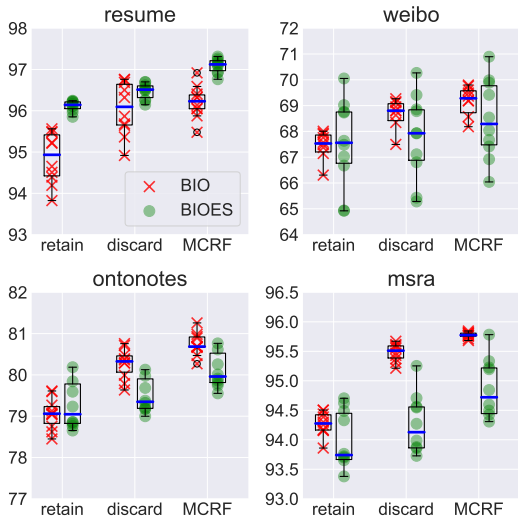 resume
98
97
96
95
94
93
retain discard MCRF
BIO
BIOES
weibo
72
71
70
69
68
67
66
65
64
retain discard MCRF
ontonotes
82
81
80
79
78
77
retain discard MCRF
msra
96.5
96.0
95.5
95.0
94.5
94.0
93.5
93.0
retain discard MCRF